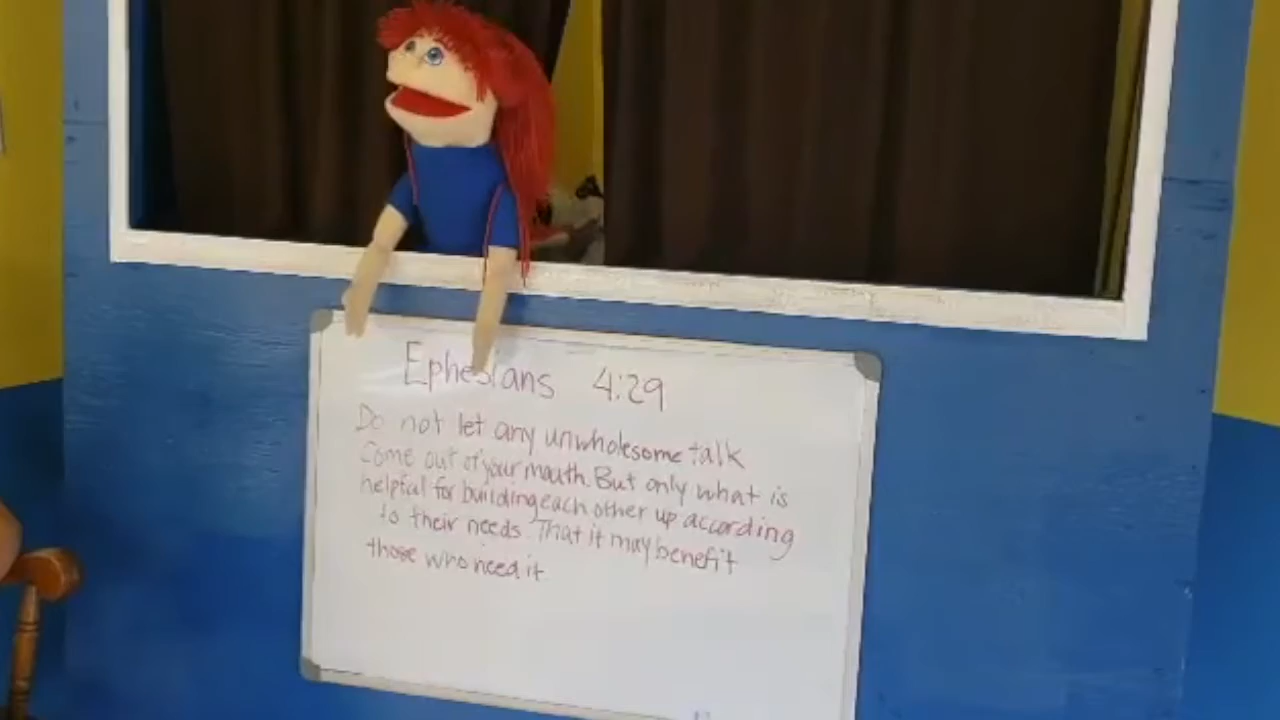 Ephesians 4:29
Do not let any unwholesome talk
Come out of your mouth. But only what is
helpful for building each other up according
to their needs. That it may benefit
those who need it